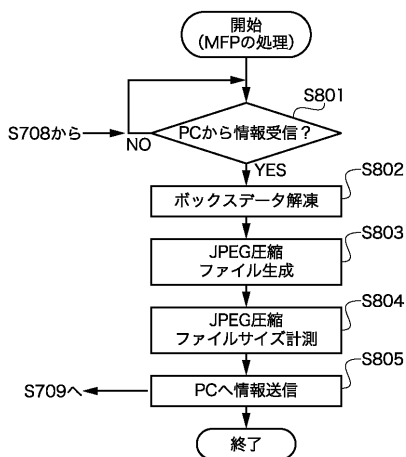 開始
(MFPの処理)
S801
PCから情報受信？
S708から
NO
YES
S802
ボックスデータ解凍
S803
JPEG圧縮
ファイル生成
S804
JPEG圧縮
ファイルサイズ計測
S805
PCへ情報送信
S709へ
終了